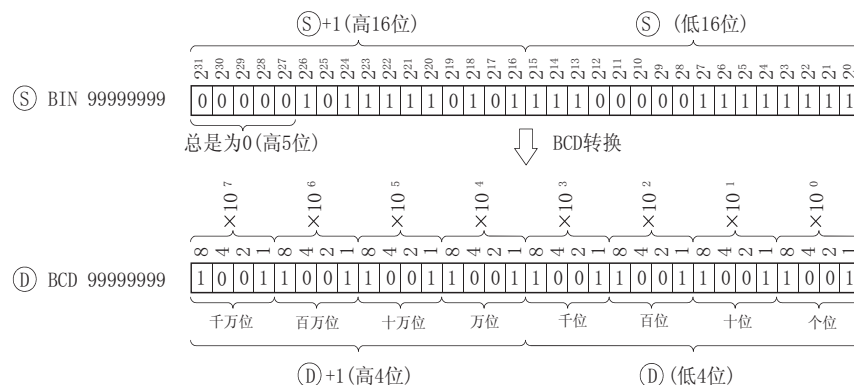 Ⓢ+1(高16位) Ⓢ (低16位)
2³¹ 2³⁰ 2²⁹ 2²⁸ 2²⁷ 2²⁶ 2²⁵ 2²⁴ 2²³ 2²² 2²¹ 2²⁰ 2¹⁹ 2¹⁸ 2¹⁷ 2¹⁶ 2¹⁵ 2¹⁴ 2¹³ 2¹² 2¹¹ 2¹⁰ 2⁹ 2⁸ 2⁷ 2⁶ 2⁵ 2⁴ 2³ 2² 2¹ 2⁰
Ⓢ BIN 99999999 0 0 0 0 0 1 0 1 1 1 1 1 0 1 0 1 1 1 1 0 0 0 0 0 1 1 1 1 1 1 1 1
总是为0(高5位) BCD转换
×10⁷ ×10⁶ ×10⁵ ×10⁴ ×10³ ×10² ×10¹ ×10⁰
8 4 2 1 8 4 2 1 8 4 2 1 8 4 2 1 8 4 2 1 8 4 2 1 8 4 2 1 8 4 2 1
Ⓓ BCD 99999999 1 0 0 1 1 0 0 1 1 0 0 1 1 0 0 1 1 0 0 1 1 0 0 1 1 0 0 1 1 0 0 1
千万位 百万位 十万位 万位 千位 百位 十位 个位
Ⓓ+1(高4位) Ⓓ (低4位)